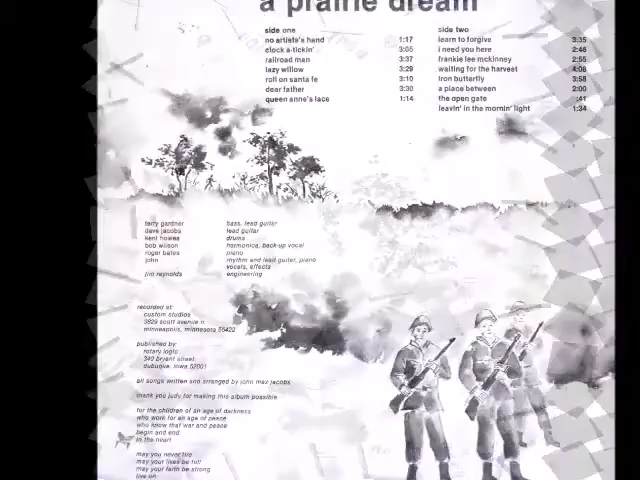 a prairie dream
side one
no artists's hand 1:17
clock a-tickin' 3:05
railroad man 3:37
lazy willow 3:29
roll on santa fe 3:10
dear father 3:30
queen anne's lace 1:14
side two
learn to forgive 3:35
i need you here 2:46
frankie lee mckinney 2:55
waiting for the harvest 4:06
iron butterfly 3:58
a place between 2:00
the open gate :41
leavin' in the mornin' light 1:34
terry gardner bass, lead guitar
dave jacobs lead guitar
kent howes drums
bob wilson harmonica, back-up vocal
roger bates piano
john rhythm and lead guitar, piano
vocals, effects
jim reynolds engineering
recorded at:
custom studios
3829 scott avenue n.
minneapolis, minnesota 55422
published by:
rotary logic
340 bryant street
dubuque, iowa 52001
all songs written and arranged by john max jacobs
thank you judy for making this album possible
for the children of an age of darkness
who work for an age of peace
who know that war and peace
begin and end
in the heart
may you never tire
may your lives be full
may your faith be strong
live on